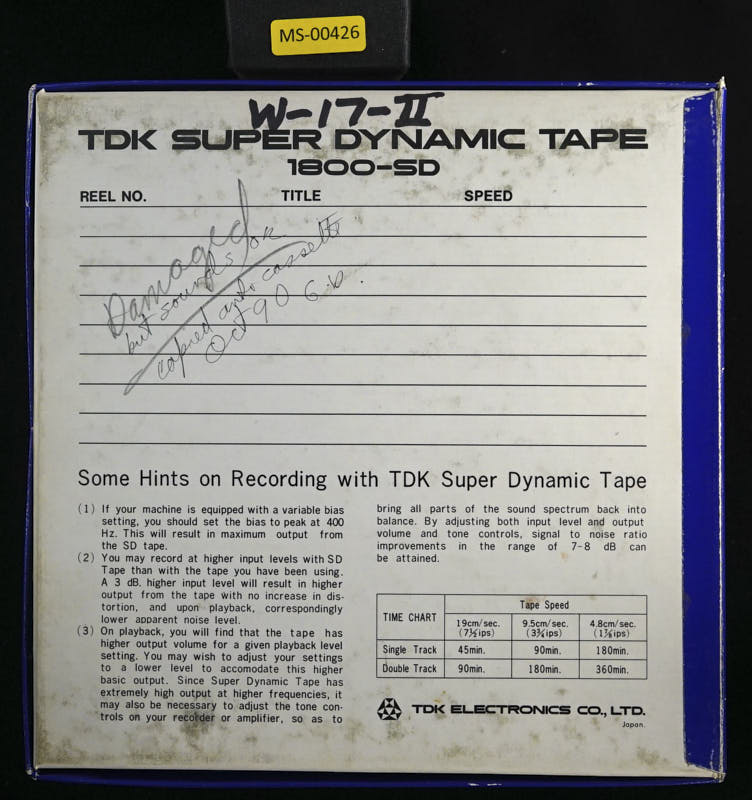 MS-00426
W-17-II
TDK SUPER DYNAMIC TAPE
1800-SD
REEL NO. TITLE SPEED
Damaged
but sounds ok
copied onto cassette
Oct 90 G.D.
Some Hints on Recording with TDK Super Dynamic Tape
(1) If your machine is equipped with a variable bias
setting, you should set the bias to peak at 400
Hz. This will result in maximum output from
the SD tape.
(2) You may record at higher input levels with SD
Tape than with the tape you have been using.
A 3 dB. higher input level will result in higher
output from the tape with no increase in dis-
tortion, and upon playback, correspondingly
lower apparent noise level.
(3) On playback, you will find that the tape has
higher output volume for a given playback level
setting. You may wish to adjust your settings
to a lower level to accomodate this higher
basic output. Since Super Dynamic Tape has
extremely high output at higher frequencies, it
may also be necessary to adjust the tone con-
trols on your recorder or amplifier, so as to
bring all parts of the sound spectrum back into
balance. By adjusting both input level and output
volume and tone controls, signal to noise ratio
improvements in the range of 7-8 dB can
be attained.
TIME CHART Tape Speed
19cm/sec. 9.5cm/sec. 4.8cm/sec.
(7½ips) (3¾ips) (1⅞ips)
Single Track 45min. 90min. 180min.
Double Track 90min. 180min. 360min.
TDK ELECTRONICS CO., LTD.
Japan.